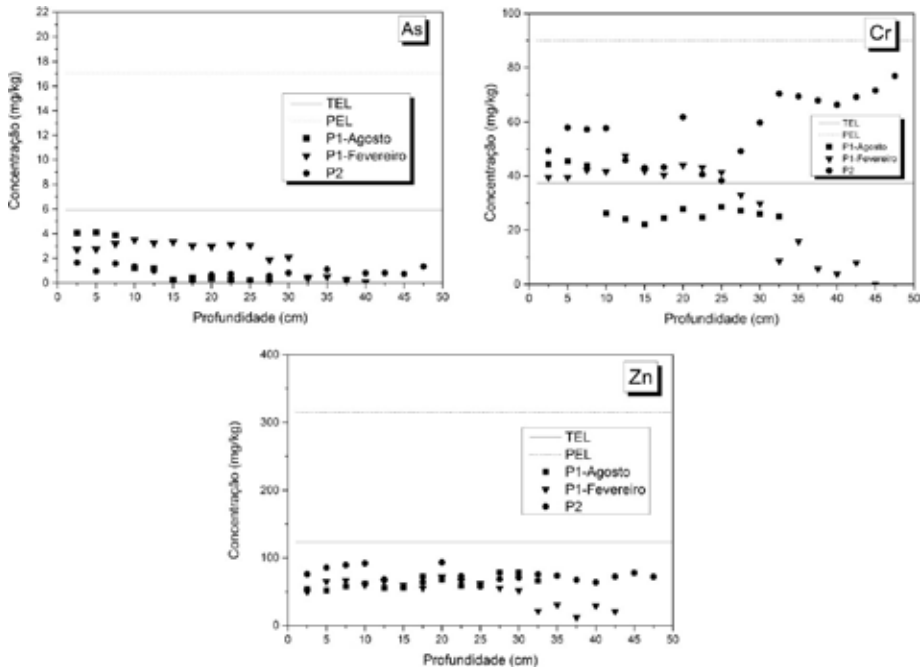 As
Concentração (mg/kg)
22
20
18
16
14
12
10
8
6
4
2
0
TEL
PEL
P1-Agosto
P1-Fevereiro
P2
0 5 10 15 20 25 30 35 40 45 50
Profundidade (cm)
Cr
Concentração (mg/kg)
100
80
60
40
20
0
TEL
PEL
P1-Agosto
P1-Fevereiro
P2
0 5 10 15 20 25 30 35 40 45 50
Profundidade (cm)
Zn
Concentração (mg/kg)
400
300
200
100
0
TEL
PEL
P1-Agosto
P1-Fevereiro
P2
0 5 10 15 20 25 30 35 40 45 50
Profundidade (cm)